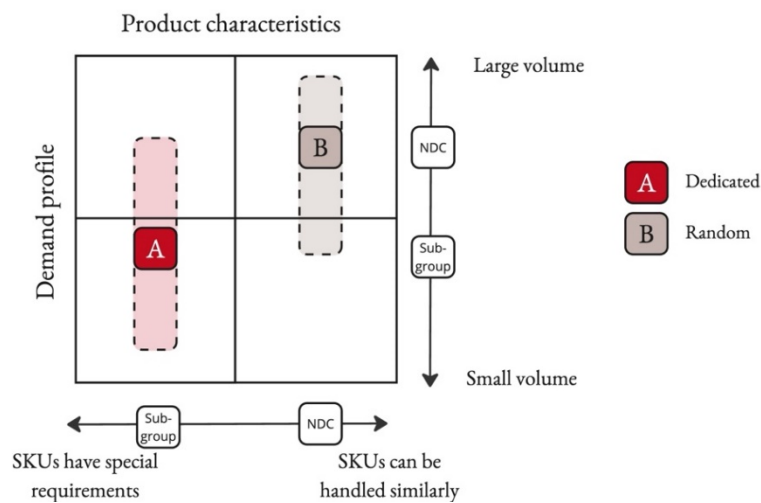 Product characteristics
Large volume
Demand profile
B
NDC
A
Dedicated
B
Random
A
Sub-
group
Small volume
Sub-
group
NDC
SKUs have special
requirements
SKUs can be
handled similarly